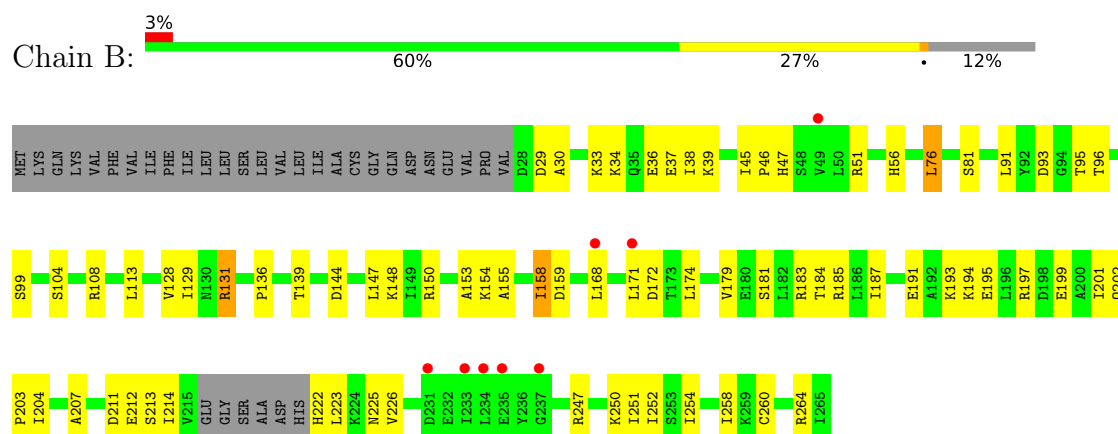 3%
Chain B:
60% 27% • 12%
MET LYS GLN LYS LYS VAL PHE VAL ILE PHE ILE LEU LEU SER LEU VAL LEU ILE ALA CYS GLY GLN ASP ASN GLU VAL PRO VAL D28 D29 A30 K33 K34 Q35 E36 E37 I38 K39 I45 P46 H47 S48 V49 L50 R51 H56 L76 S81 L91 Y92 D93 G94 T95 T96
S99 S104 R108 L113 V128 I129 N130 R131 P136 T139 D144 L147 K148 I149 R150 A153 K154 A155 I158 D159 L168 L171 D172 T173 L174 V179 E180 S181 L182 R183 T184 R185 L186 I187 E191 A192 K193 K194 E195 L196 R197 D198 E199 A200 I201 Q202
P203 I204 A207 D211 E212 S213 I214 V215 GLU GLY SER ALA ASP HIS H222 L223 K224 N225 V226 D231 E232 I233 L234 E235 Y236 G237 R247 K250 I251 I252 S253 I254 I258 K259 C260 R264 I265